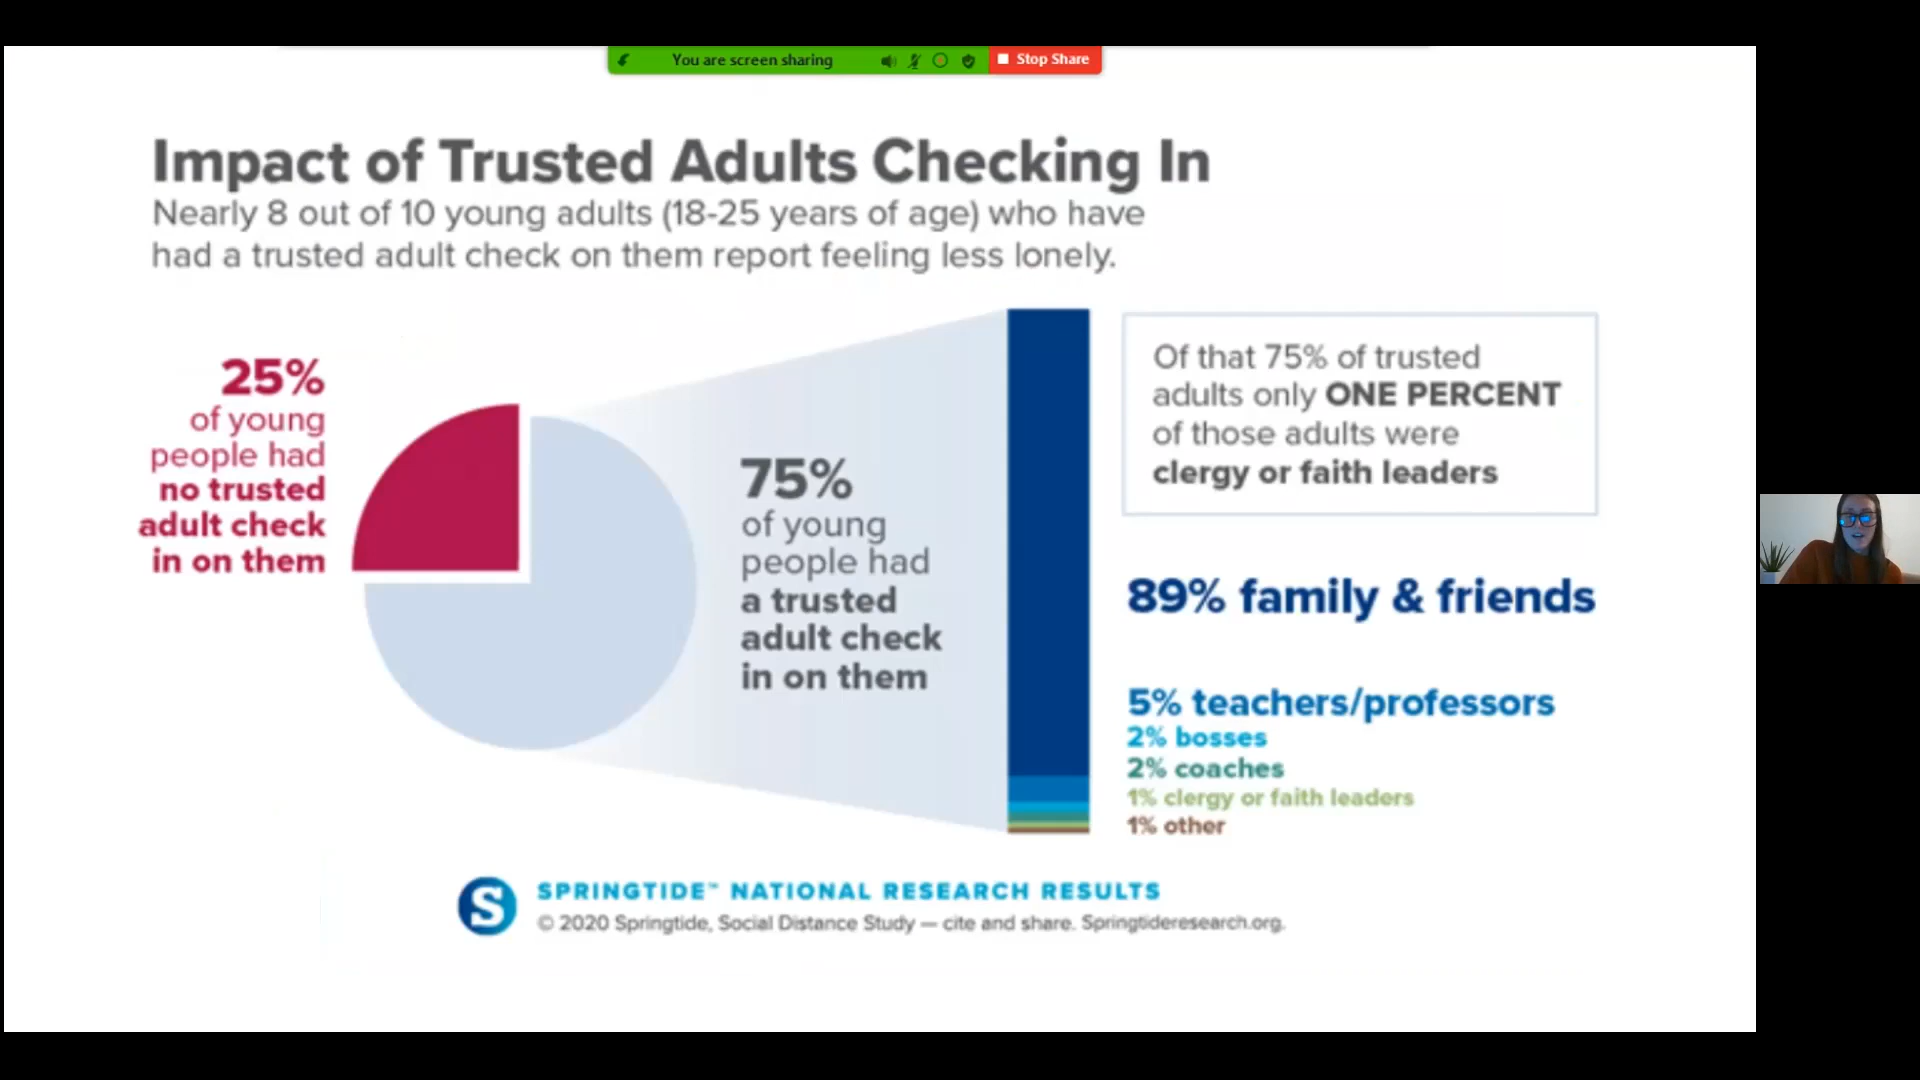 You are screen sharing
Stop Share
Impact of Trusted Adults Checking In
Nearly 8 out of 10 young adults (18-25 years of age) who have
had a trusted adult check on them report feeling less lonely.
25%
of young
people had
no trusted
adult check
in on them
75%
of young
people had
a trusted
adult check
in on them
Of that 75% of trusted
adults only ONE PERCENT
of those adults were
clergy or faith leaders
89% family & friends
5% teachers/professors
2% bosses
2% coaches
1% clergy or faith leaders
1% other
S
SPRINGTIDE™ NATIONAL RESEARCH RESULTS
© 2020 Springtide, Social Distance Study — cite and share. Springtideresearch.org.